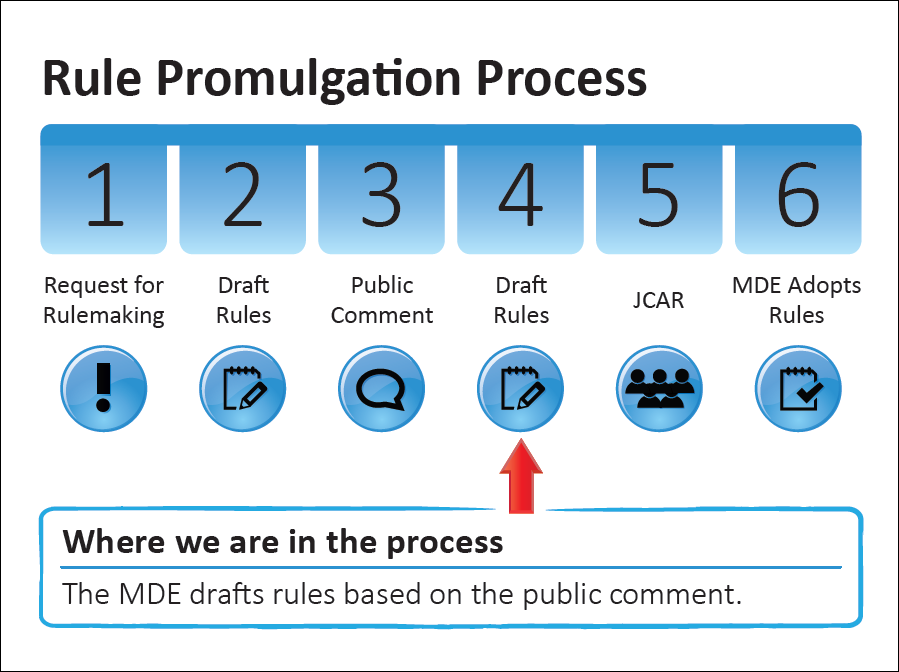 Rule Promulgation Process
1 2 3 4 5 6
Request for
Rulemaking
Draft
Rules
Public
Comment
Draft
Rules
JCAR
MDE Adopts
Rules
Where we are in the process
The MDE drafts rules based on the public comment.